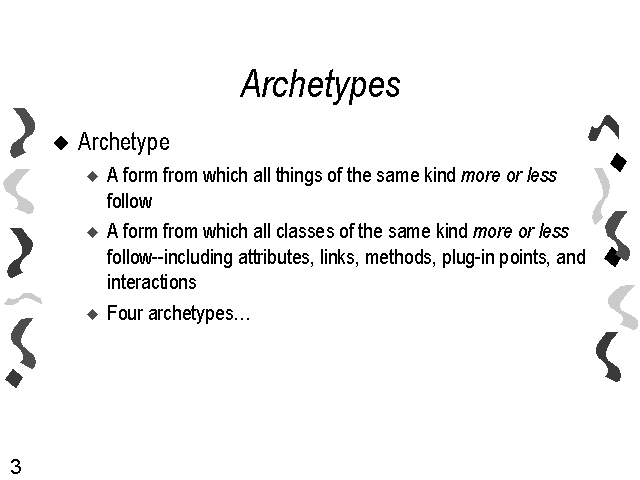 Archetypes
Archetype
A form from which all things of the same kind more or less
follow
A form from which all classes of the same kind more or less
follow--including attributes, links, methods, plug-in points, and
interactions
Four archetypes…
3